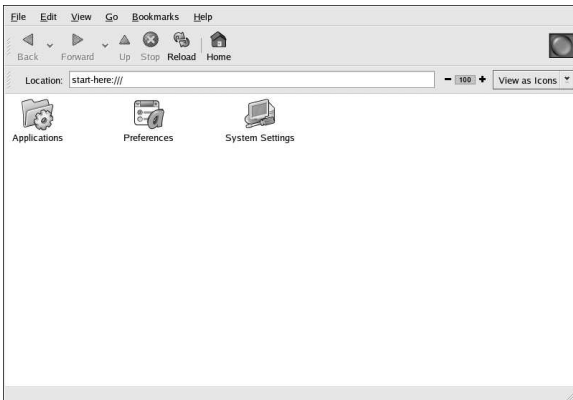 File Edit View Go Bookmarks Help
Back Forward Up Stop Reload Home
Location: start-here:/// 100 View as Icons
Applications Preferences System Settings